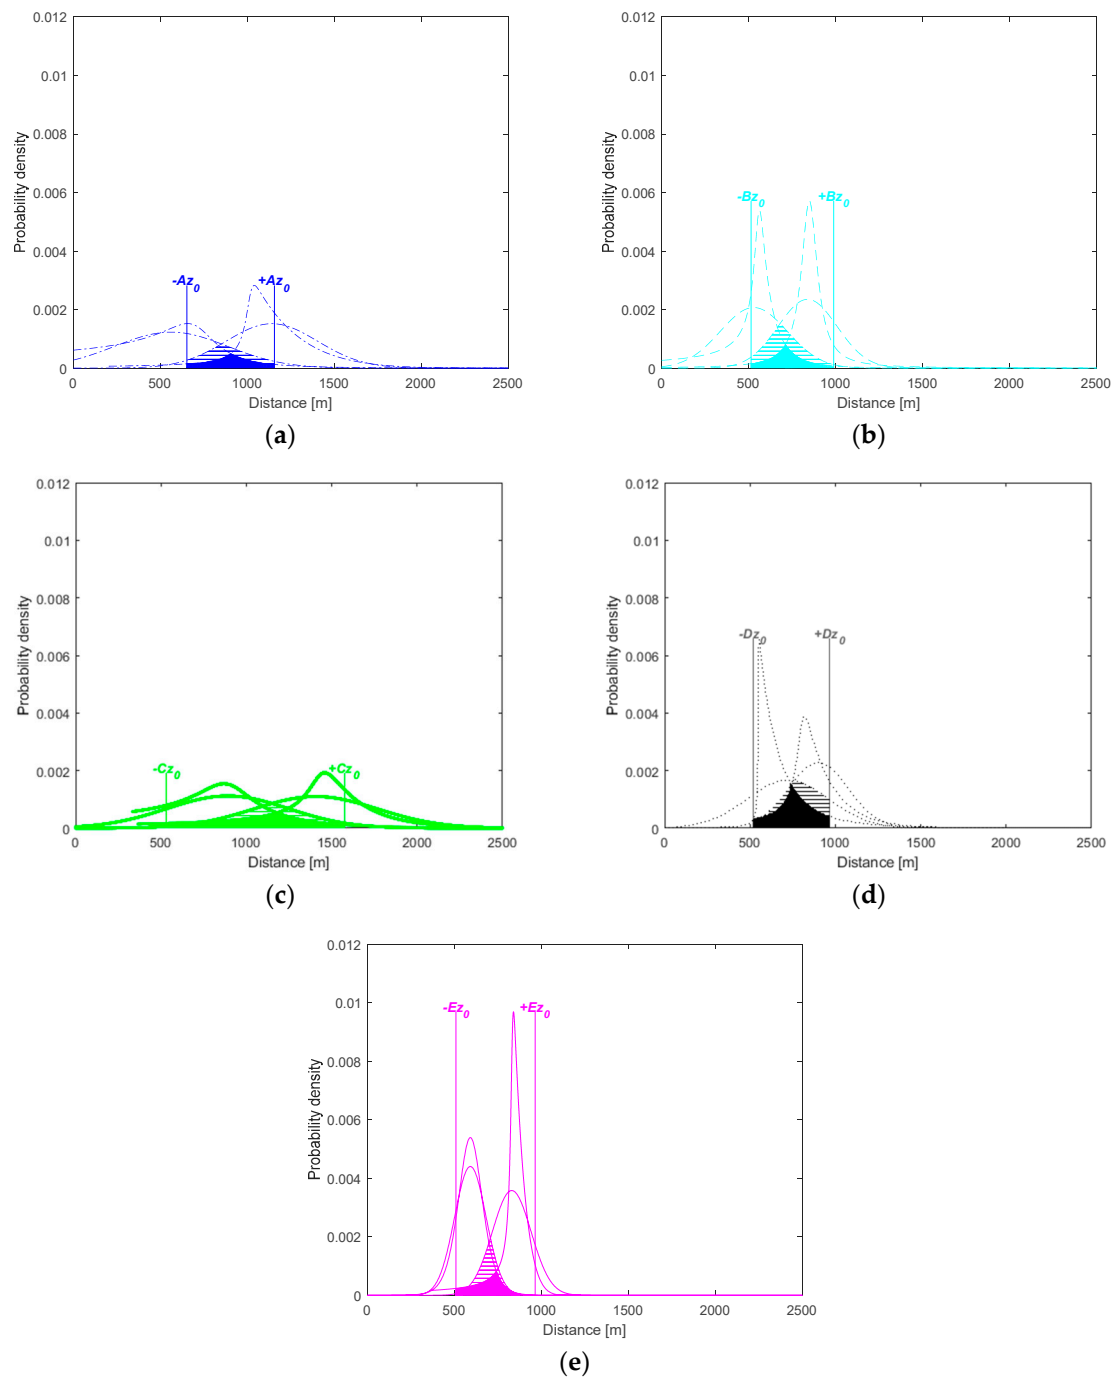 0.012
0.01
0.008
0.006
0.004
0.002
0
Probability density
-Az0 +Az0
0 500 1000 1500 2000 2500
Distance [m]
(a)
0.012
0.01
0.008
0.006
0.004
0.002
0
Probability density
-Bz0 +Bz0
0 500 1000 1500 2000 2500
Distance [m]
(b)
0.012
0.01
0.008
0.006
0.004
0.002
0
Probability density
-Cz0 +Cz0
0 500 1000 1500 2000 2500
Distance [m]
(c)
0.012
0.01
0.008
0.006
0.004
0.002
0
Probability density
-Dz0 +Dz0
0 500 1000 1500 2000 2500
Distance [m]
(d)
0.012
0.01
0.008
0.006
0.004
0.002
0
Probability density
-Ez0 +Ez0
0 500 1000 1500 2000 2500
Distance [m]
(e)